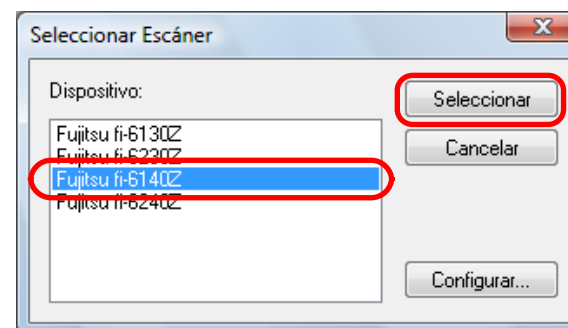 Seleccionar Escáner
Dispositivo:
Fujitsu fi-6130Z
Fujitsu fi-6230Z
Fujitsu fi-6140Z
Fujitsu fi-6240Z
Seleccionar
Cancelar
Configurar...